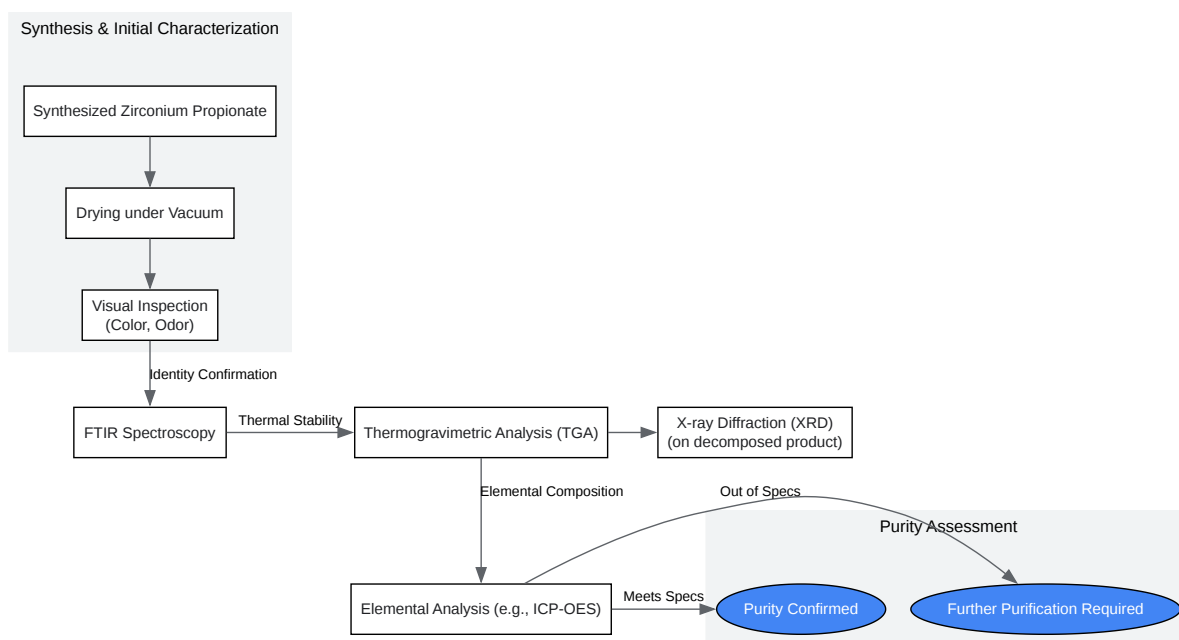 Synthesis & Initial Characterization
Synthesized Zirconium Propionate
Drying under Vacuum
Visual Inspection
(Color, Odor)
Identity Confirmation
FTIR Spectroscopy
Thermal Stability
Thermogravimetric Analysis (TGA)
X-ray Diffraction (XRD)
(on decomposed product)
Elemental Composition
Out of Specs
Purity Assessment
Elemental Analysis (e.g., ICP-OES)
Meets Specs
Purity Confirmed
Further Purification Required